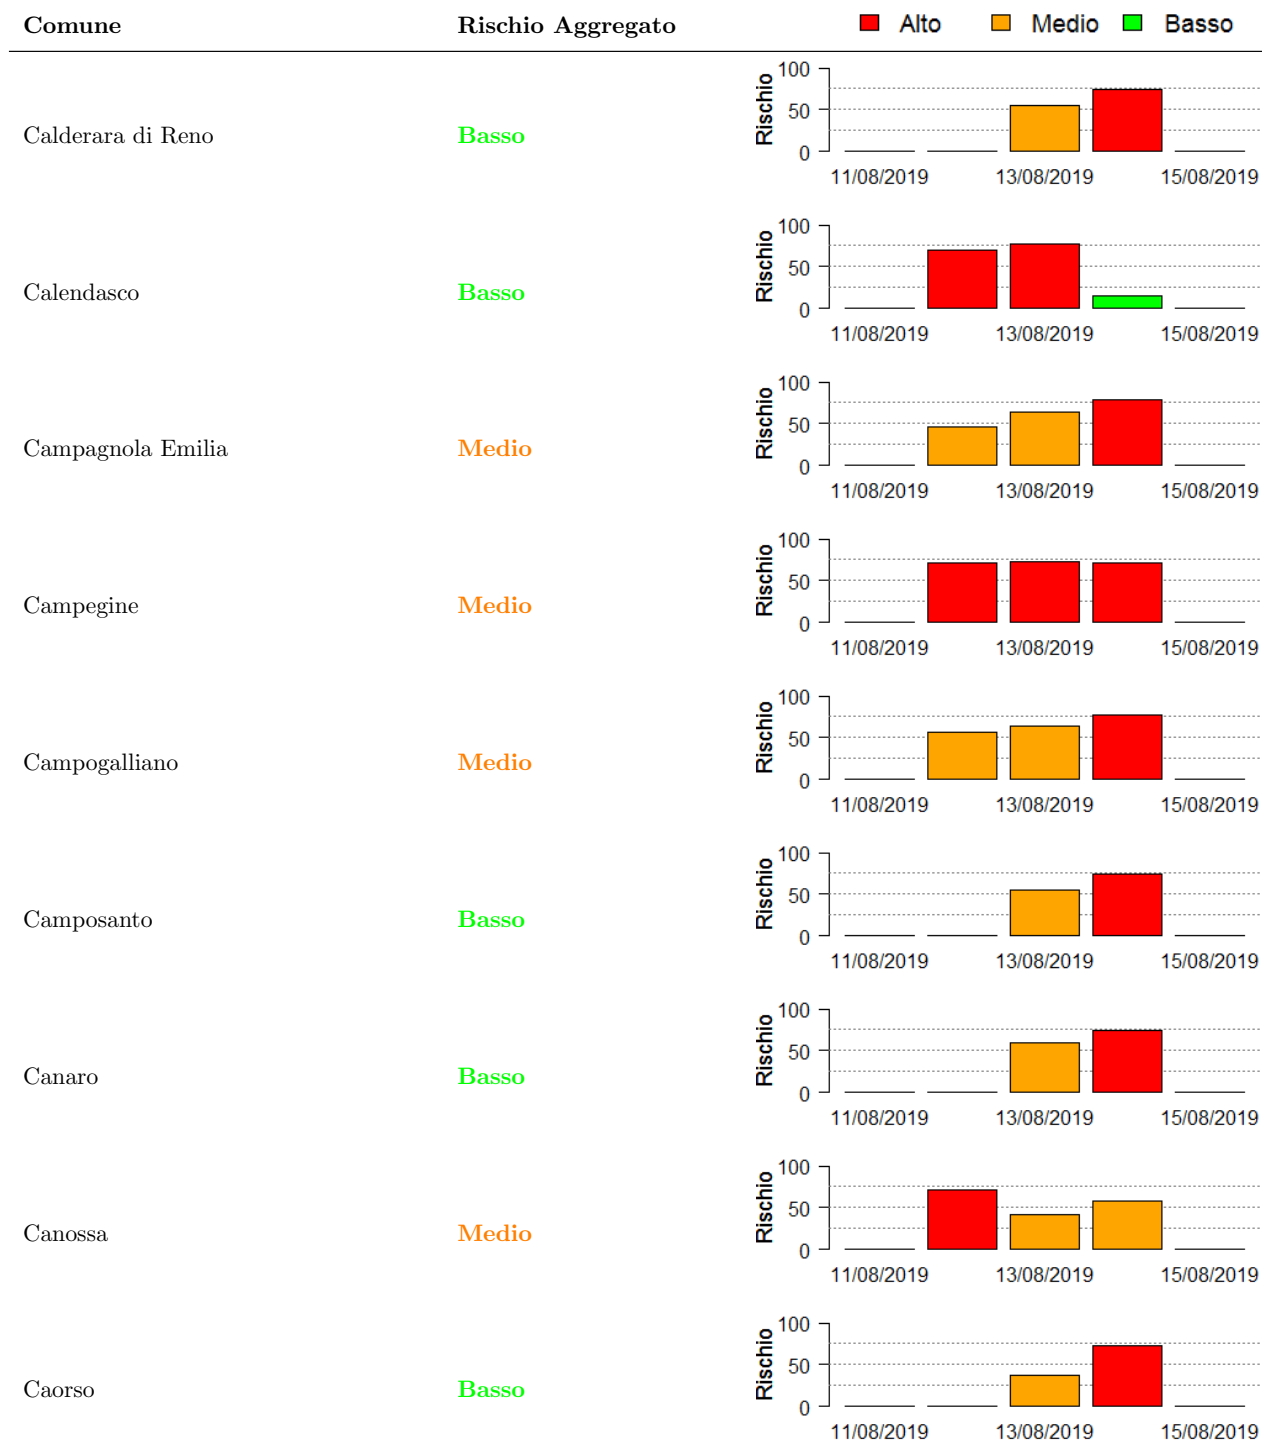 Comune Rischio Aggregato Alto Medio Basso
100
50
0
Rischio
Calderara di Reno Basso
11/08/2019 13/08/2019 15/08/2019
100
50
0
Rischio
Calendasco Basso
11/08/2019 13/08/2019 15/08/2019
100
50
0
Rischio
Campagnola Emilia Medio
11/08/2019 13/08/2019 15/08/2019
100
50
0
Rischio
Campegine Medio
11/08/2019 13/08/2019 15/08/2019
100
50
0
Rischio
Campogalliano Medio
11/08/2019 13/08/2019 15/08/2019
100
50
0
Rischio
Camposanto Basso
11/08/2019 13/08/2019 15/08/2019
100
50
0
Rischio
Canaro Basso
11/08/2019 13/08/2019 15/08/2019
100
50
0
Rischio
Canossa Medio
11/08/2019 13/08/2019 15/08/2019
100
50
0
Rischio
Caorso Basso
11/08/2019 13/08/2019 15/08/2019